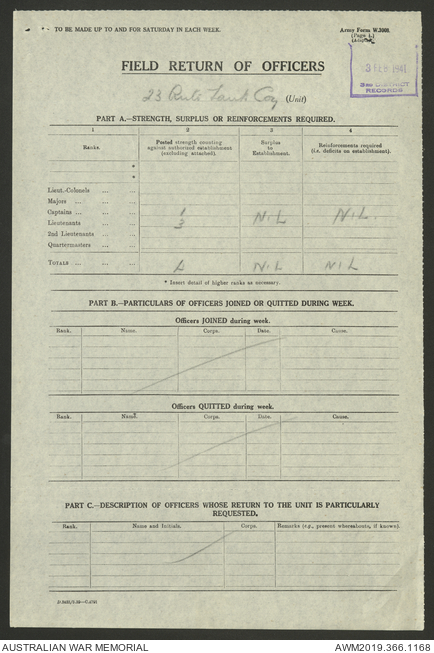 TO BE MADE UP TO AND FOR SATURDAY IN EACH WEEK.
Army Form W.3008.
(Page 1.)
(Adapted)
3 FEB 1941
3RD DISTRICT
RECORDS
FIELD RETURN OF OFFICERS
23 Tank Coy (Unit)
PART A.—STRENGTH, SURPLUS OR REINFORCEMENTS REQUIRED.
1 2 3 4
Ranks. Posted strength counting against authorized establishment (excluding attached). Surplus to Establishment. Reinforcements required (i.e. deficits on establishment).
*
*
Lieut.-Colonels ... ...
Majors ... ... ...
Captains ... ... ... 1 NIL NIL.
Lieutenants ... ... 3
2nd Lieutenants ... ...
Quartermasters ... ...
TOTALS ... ... ... 4 NIL NIL
* Insert detail of higher ranks as necessary.
PART B.—PARTICULARS OF OFFICERS JOINED OR QUITTED DURING WEEK.
Officers JOINED during week.
Rank. Name. Corps. Date. Cause.
Officers QUITTED during week.
Rank. Name. Corps. Date. Cause.
PART C.—DESCRIPTION OF OFFICERS WHOSE RETURN TO THE UNIT IS PARTICULARLY
REQUESTED.
Rank. Name and Initials. Corps. Remarks (e.g., present whereabouts, if known).
AUSTRALIAN WAR MEMORIAL AWM2019.366.1168